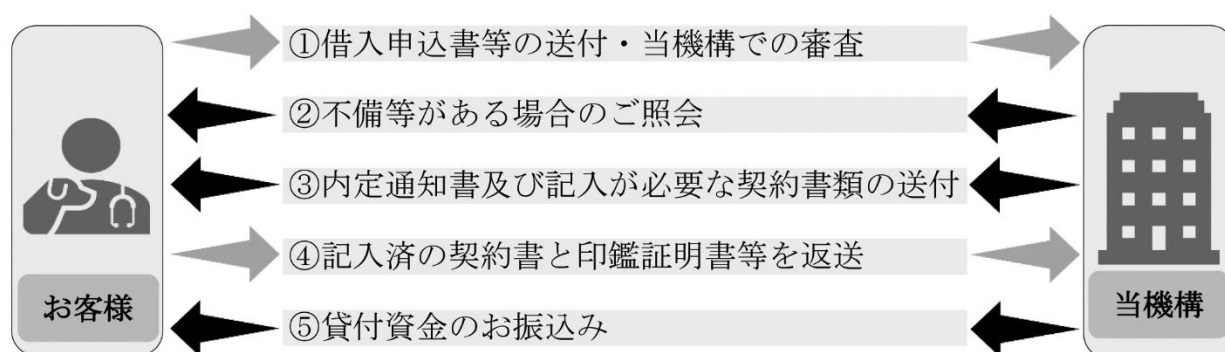 ①借入申込書等の送付・当機構での審査
②不備等がある場合のご照会
③内定通知書及び記入が必要な契約書類の送付
④記入済の契約書と印鑑証明書等を返送
⑤貸付資金のお振込み
お客様
当機構